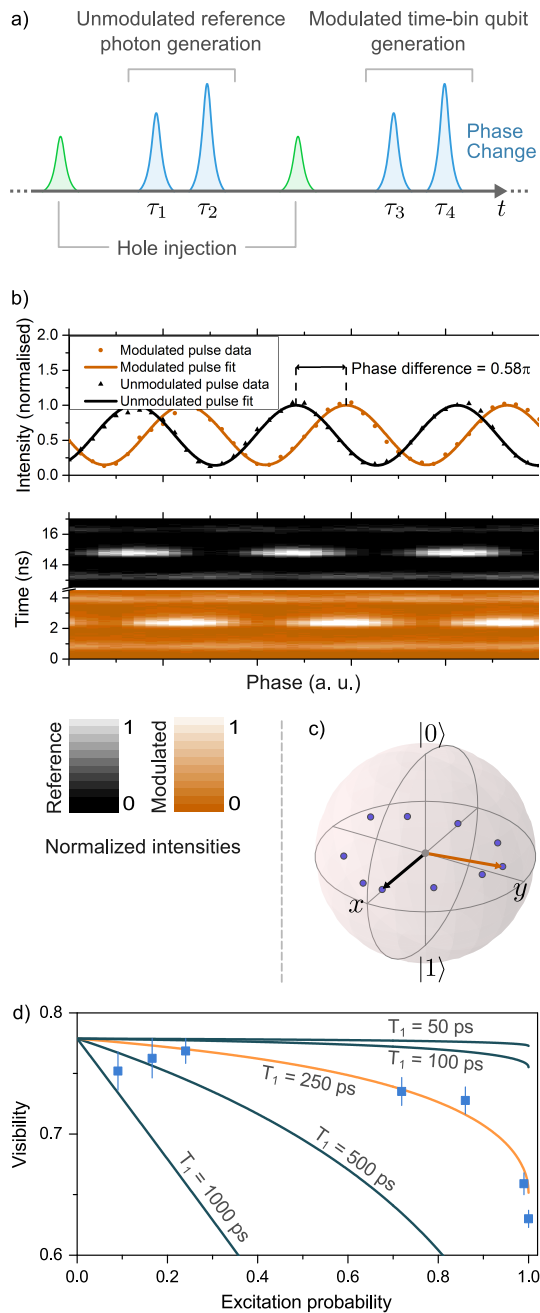 a)
Unmodulated reference
photon generation
Modulated time-bin qubit
generation
Phase
Change
τ1 τ2 τ3 τ4 t
Hole injection
b)
Intensity (normalised)
2.0
1.5
1.0
0.5
0.0
Modulated pulse data
Modulated pulse fit
Unmodulated pulse data
Unmodulated pulse fit
Phase difference = 0.58π
Time (ns)
16
14
4
2
0
Phase (a. u.)
Reference
1
0
Modulated
1
0
Normalized intensities
c)
|0⟩
x
y
|1⟩
d)
Visibility
0.8
0.7
0.6
T1 = 50 ps
T1 = 100 ps
T1 = 250 ps
T1 = 500 ps
T1 = 1000 ps
0.0 0.2 0.4 0.6 0.8 1.0
Excitation probability